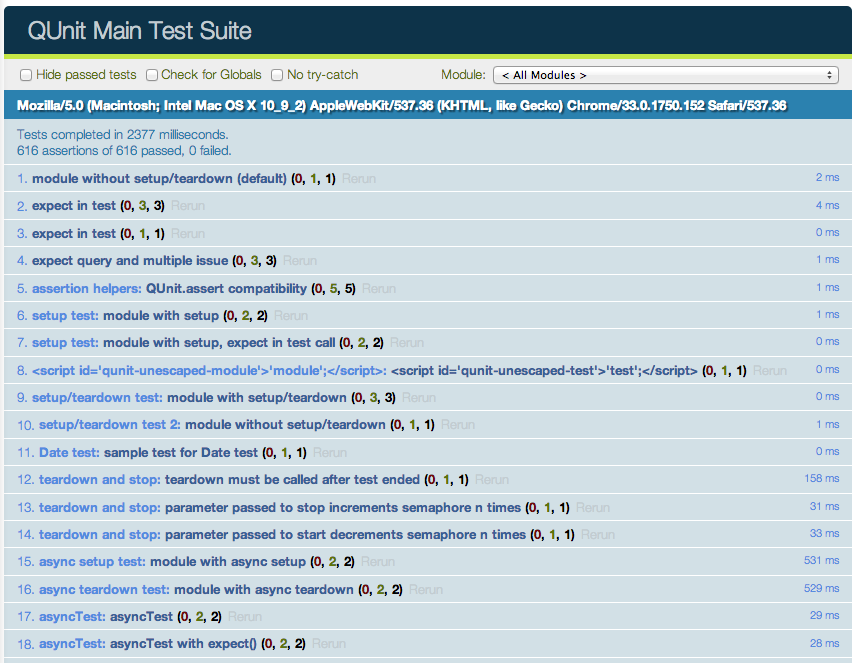 QUnit Main Test Suite
Hide passed tests Check for Globals No try-catch Module: < All Modules >
Mozilla/5.0 (Macintosh; Intel Mac OS X 10_9_2) AppleWebKit/537.36 (KHTML, like Gecko) Chrome/33.0.1750.152 Safari/537.36
Tests completed in 2377 milliseconds.
616 assertions of 616 passed, 0 failed.
1. module without setup/teardown (default) (0, 1, 1) Rerun 2 ms
2. expect in test (0, 3, 3) Rerun 4 ms
3. expect in test (0, 1, 1) Rerun 0 ms
4. expect query and multiple issue (0, 3, 3) Rerun 1 ms
5. assertion helpers: QUnit.assert compatibility (0, 5, 5) Rerun 1 ms
6. setup test: module with setup (0, 2, 2) Rerun 1 ms
7. setup test: module with setup, expect in test call (0, 2, 2) Rerun 0 ms
8. <script id='qunit-unescaped-module'>'module';</script>: <script id='qunit-unescaped-test'>'test';</script> (0, 1, 1) Rerun 0 ms
9. setup/teardown test: module with setup/teardown (0, 3, 3) Rerun 0 ms
10. setup/teardown test 2: module without setup/teardown (0, 1, 1) Rerun 1 ms
11. Date test: sample test for Date test (0, 1, 1) Rerun 0 ms
12. teardown and stop: teardown must be called after test ended (0, 1, 1) Rerun 158 ms
13. teardown and stop: parameter passed to stop increments semaphore n times (0, 1, 1) Rerun 31 ms
14. teardown and stop: parameter passed to start decrements semaphore n times (0, 1, 1) Rerun 33 ms
15. async setup test: module with async setup (0, 2, 2) Rerun 531 ms
16. async teardown test: module with async teardown (0, 2, 2) Rerun 529 ms
17. asyncTest: asyncTest (0, 2, 2) Rerun 29 ms
18. asyncTest: asyncTest with expect() (0, 2, 2) Rerun 28 ms